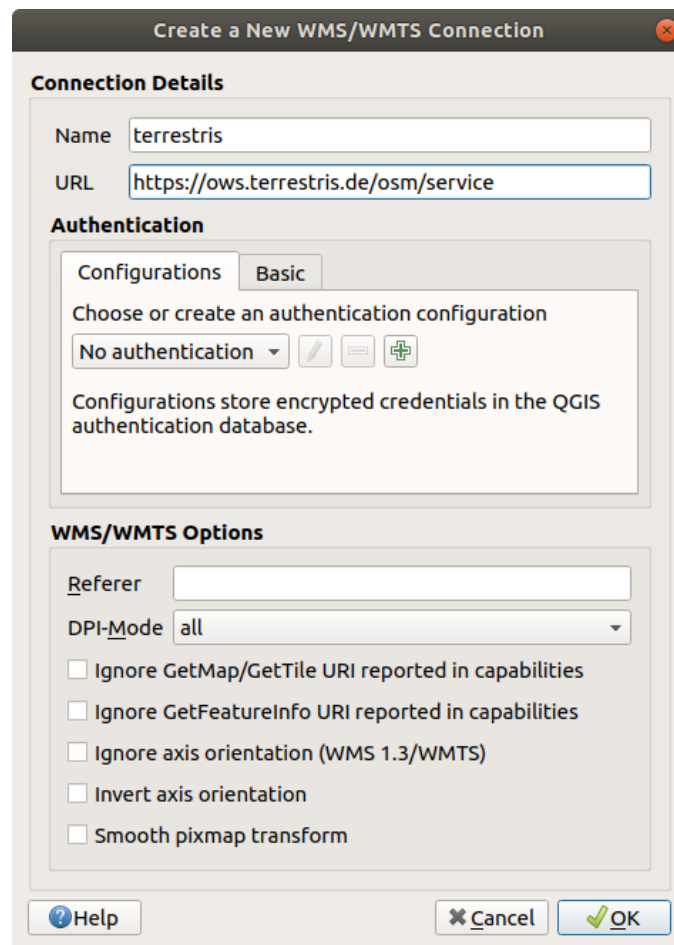 Create a New WMS/WMTS Connection
Connection Details
Name terrestris
URL https://ows.terrestris.de/osm/service
Authentication
Configurations Basic
Choose or create an authentication configuration
No authentication
Configurations store encrypted credentials in the QGIS
authentication database.
WMS/WMTS Options
Referer
DPI-Mode all
Ignore GetMap/GetTile URI reported in capabilities
Ignore GetFeatureInfo URI reported in capabilities
Ignore axis orientation (WMS 1.3/WMTS)
Invert axis orientation
Smooth pixmap transform
Help Cancel OK